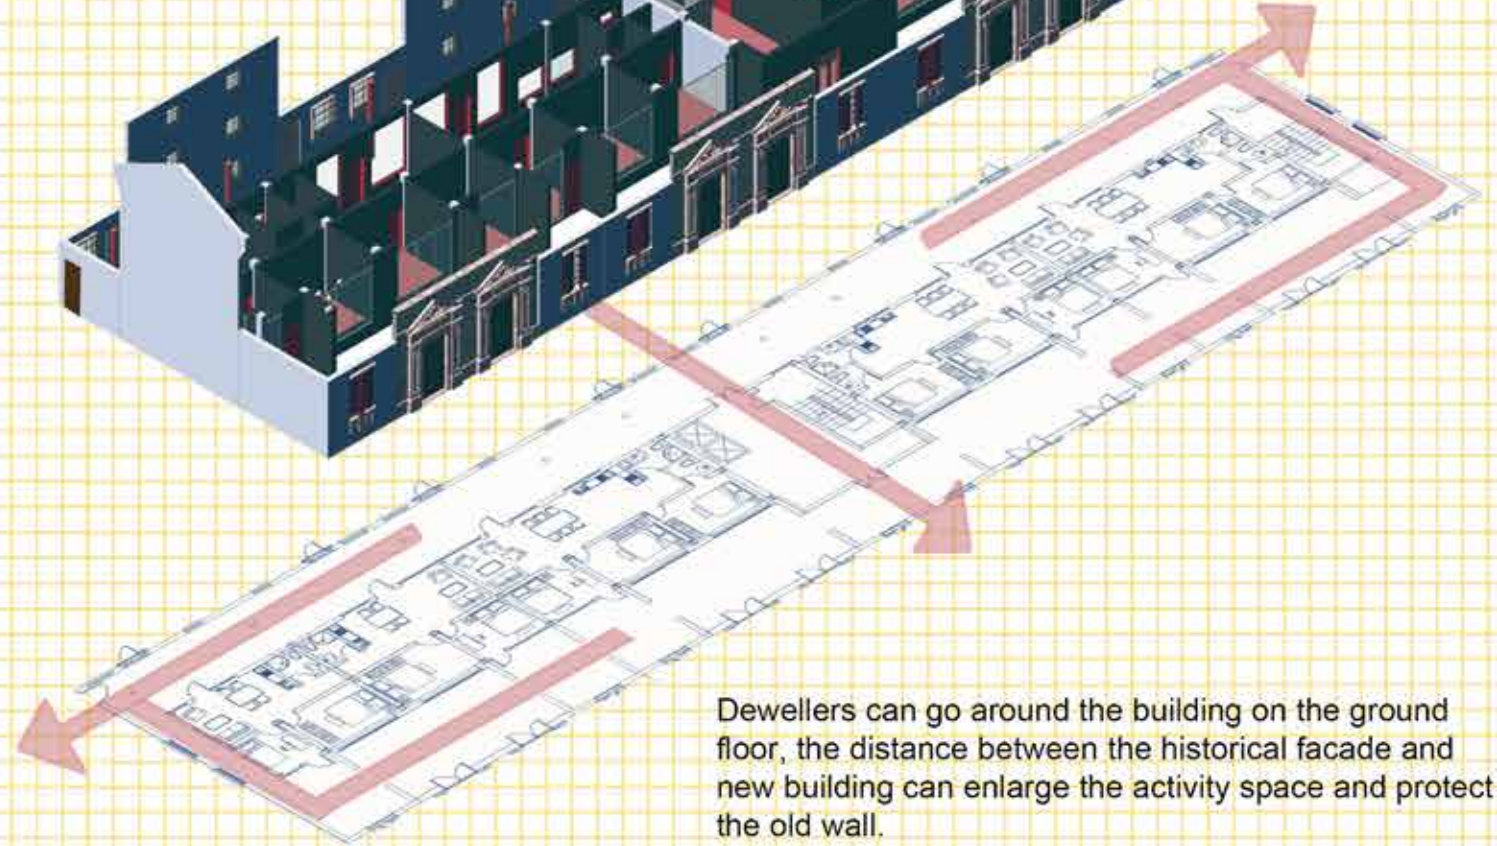 Dewellers can go around the building on the ground
floor, the distance between the historical facade and
new building can enlarge the activity space and protect
the old wall.